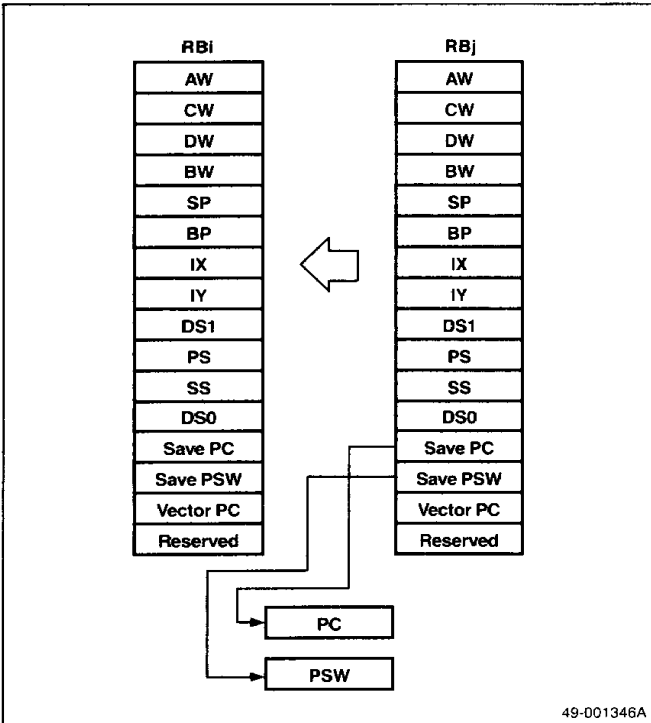 RBi
RBj
AW
AW
CW
CW
DW
DW
BW
BW
SP
SP
BP
BP
IX
IX
IY
IY
DS1
DS1
PS
PS
SS
SS
DS0
DS0
Save PC
Save PC
Save PSW
Save PSW
Vector PC
Vector PC
Reserved
Reserved
PC
PSW
49-001346A